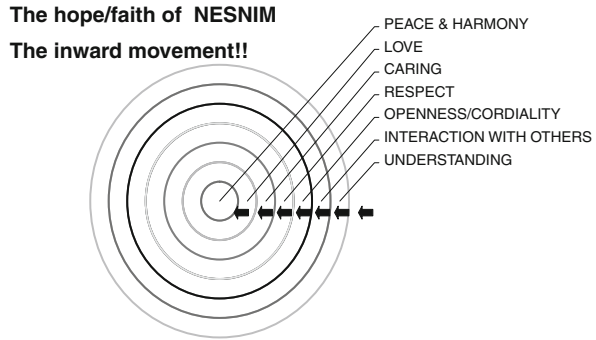 The hope/faith of NESNIM
The inward movement!!
PEACE & HARMONY
LOVE
CARING
RESPECT
OPENNESS/CORDIALITY
INTERACTION WITH OTHERS
UNDERSTANDING